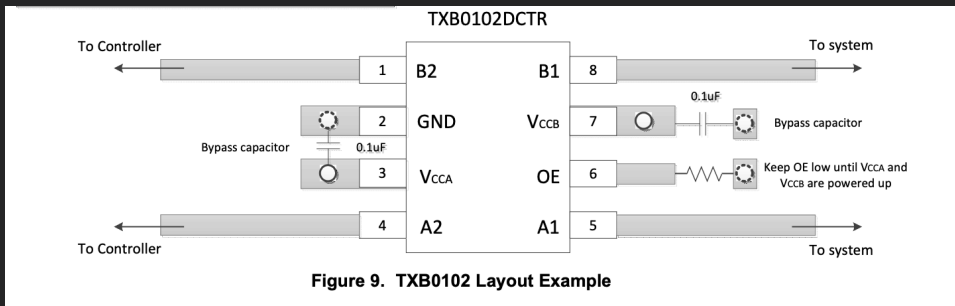 TXB0102DCTR
To Controller
To system
1
B2
B1
8
0.1uF
2
GND
VCCB
7
Bypass capacitor
Bypass capacitor
0.1uF
3
VCCA
OE
6
Keep OE low until VCCA and
VCCB are powered up
4
A2
A1
5
To Controller
To system
Figure 9. TXB0102 Layout Example